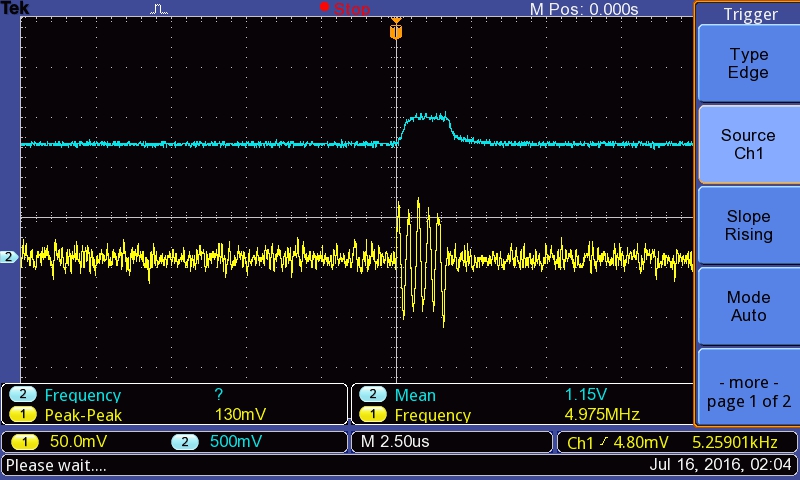 Tek
Stop
M Pos: 0.000s
Trigger
Type
Edge
Source
Ch1
Slope
Rising
Mode
Auto
- more -
page 1 of 2
T
2
2 Frequency ?
1 Peak-Peak 130mV
2 Mean 1.15V
1 Frequency 4.975MHz
1 50.0mV 2 500mV
M 2.50us
Ch1 4.80mV 5.25901kHz
Please wait....
Jul 16, 2016, 02:04